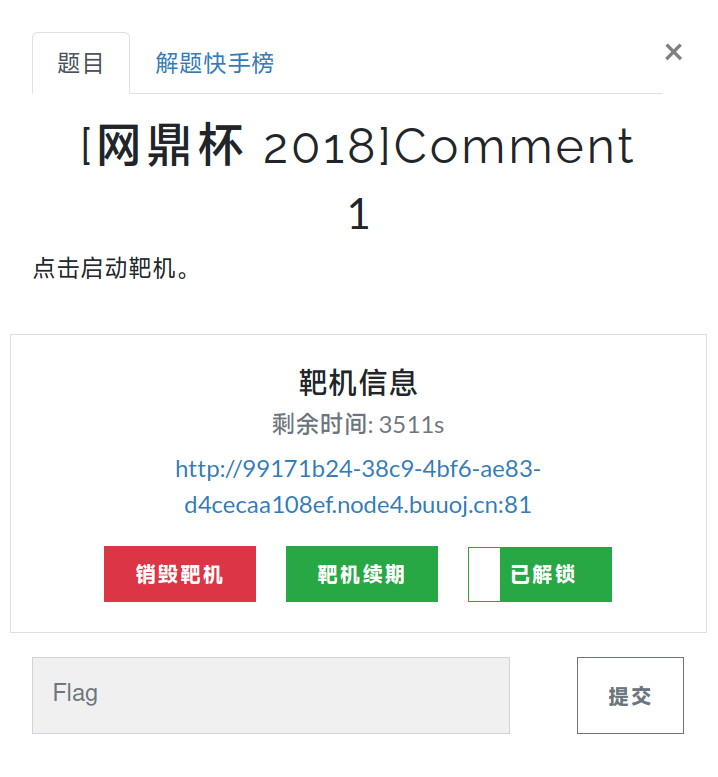 题目 解题快手榜 ×
[网鼎杯 2018]Comment
1
点击启动靶机。
靶机信息
剩余时间: 3511s
http://99171b24-38c9-4bf6-ae83-
d4cecaa108ef.node4.buuoj.cn:81
销毁靶机 靶机续期 已解锁
Flag 提交